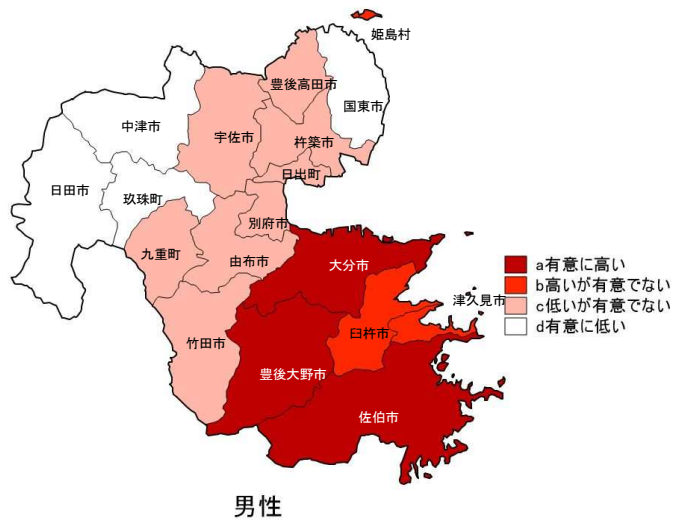 姫島村
豊後高田市
国東市
中津市
宇佐市
杵築市
日出町
日田市
玖珠町
別府市
九重町
由布市
大分市
a有意に高い
b高いが有意でない
c低いが有意でない
d有意に低い
津久見市
臼杵市
竹田市
豊後大野市
佐伯市
男性